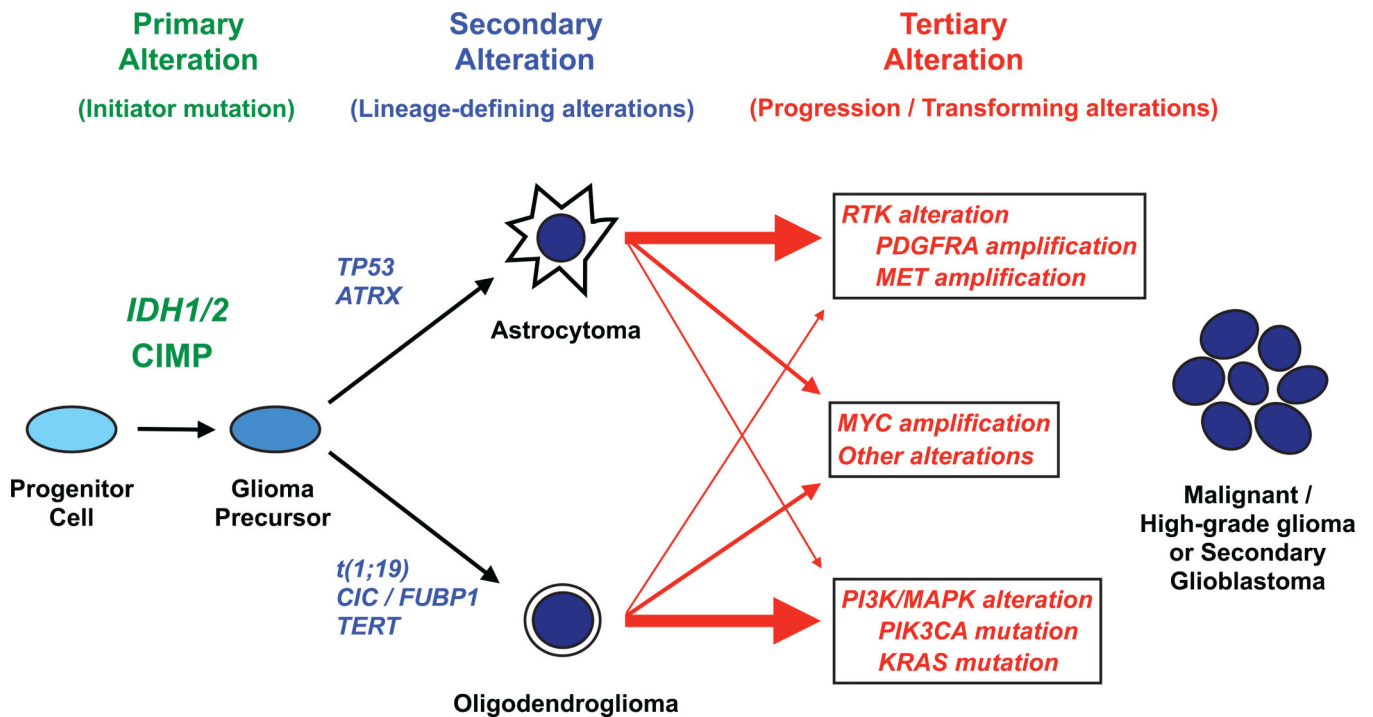 Primary
Alteration
(Initiator mutation)
Secondary
Alteration
(Lineage-defining alterations)
Tertiary
Alteration
(Progression / Transforming alterations)
IDH1/2
CIMP
Progenitor
Cell
Glioma
Precursor
TP53
ATRX
t(1;19)
CIC / FUBP1
TERT
Astrocytoma
Oligodendroglioma
RTK alteration
PDGFRA amplification
MET amplification
MYC amplification
Other alterations
PI3K/MAPK alteration
PIK3CA mutation
KRAS mutation
Malignant /
High-grade glioma
or Secondary
Glioblastoma